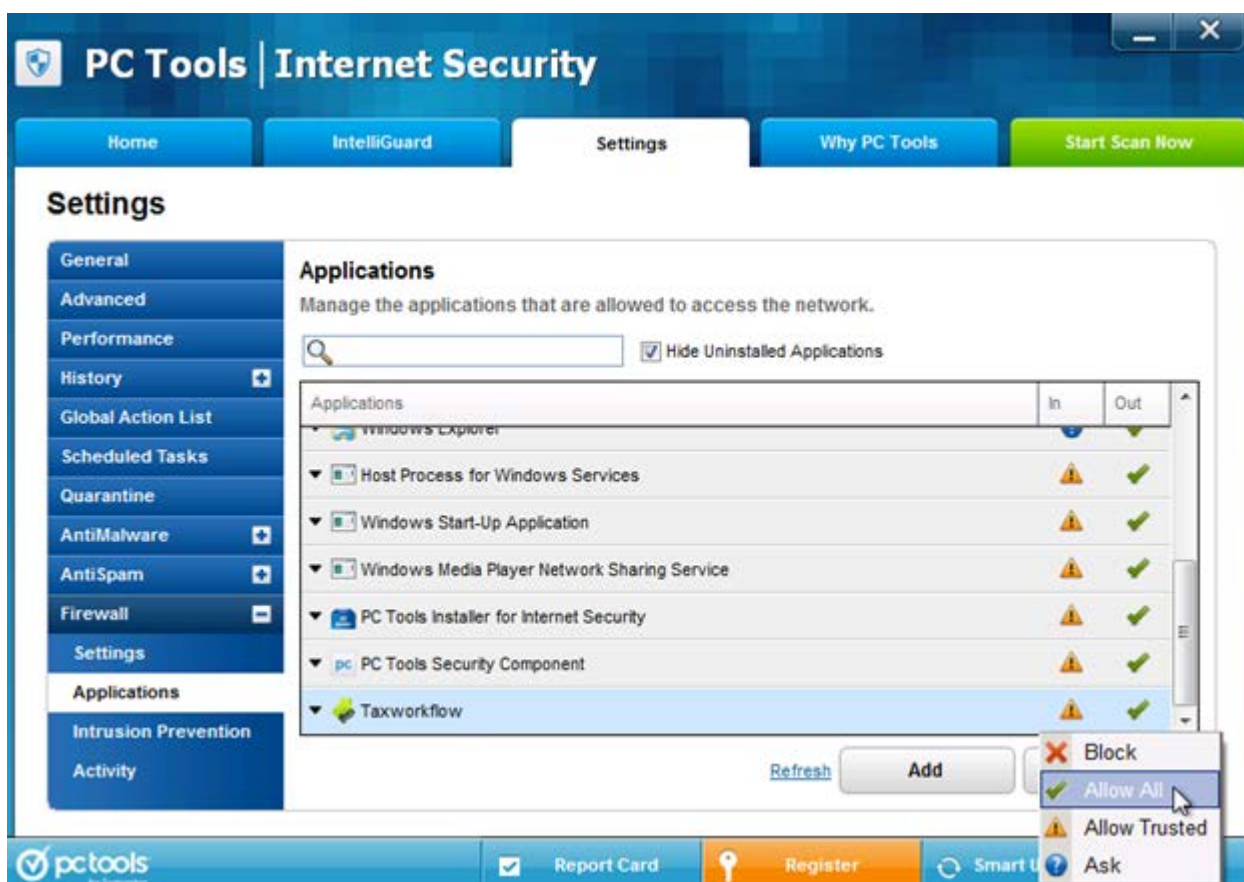 PC Tools | Internet Security
Home IntelliGuard Settings Why PC Tools Start Scan Now
Settings
General
Advanced
Performance
History
Global Action List
Scheduled Tasks
Quarantine
AntiMalware
AntiSpam
Firewall
Settings
Applications
Intrusion Prevention
Activity
Applications
Manage the applications that are allowed to access the network.
Hide Uninstalled Applications
Applications In Out
Windows Explorer
Host Process for Windows Services
Windows Start-Up Application
Windows Media Player Network Sharing Service
PC Tools Installer for Internet Security
pc PC Tools Security Component
Taxworkflow
Refresh Add
Block
Allow All
Allow Trusted
Ask
pctools Report Card Register Smart